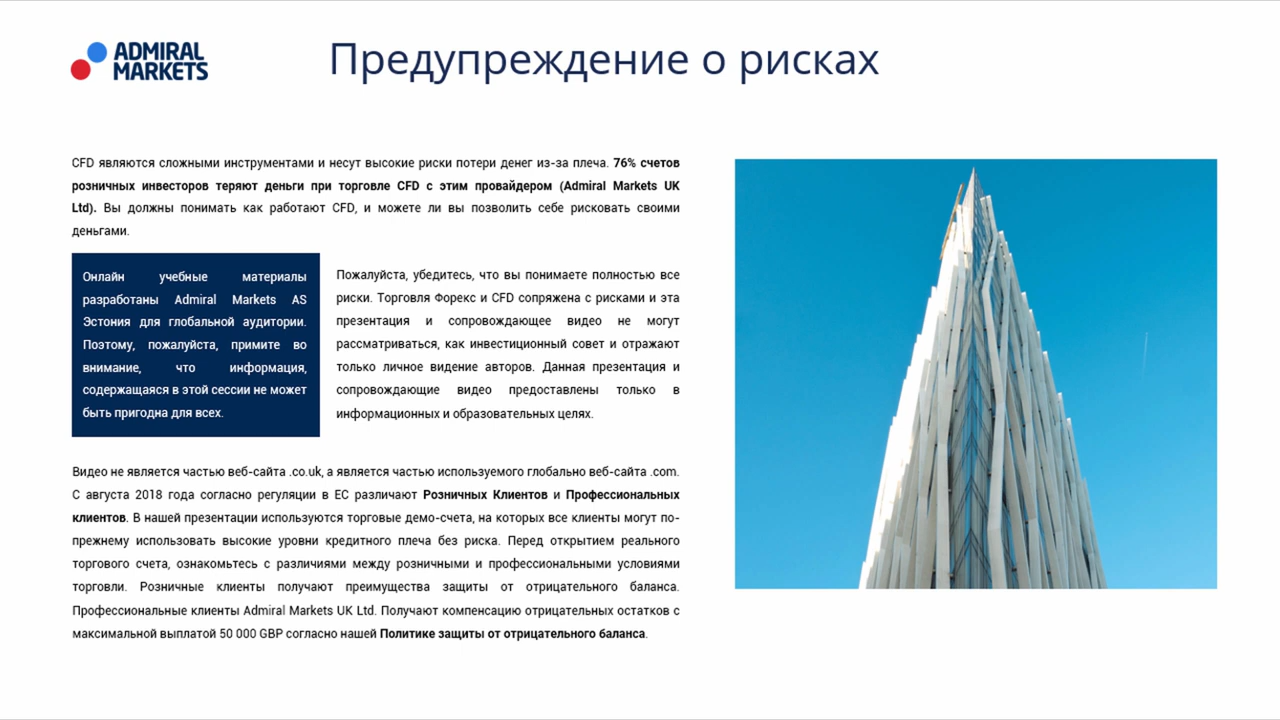 ADMIRAL
MARKETS
Предупреждение о рисках
CFD являются сложными инструментами и несут высокие риски потери денег из-за плеча. 76% счетов
розничных инвесторов теряют деньги при торговле CFD с этим провайдером (Admiral Markets UK
Ltd). Вы должны понимать как работают CFD, и можете ли вы позволить себе рисковать своими
деньгами.
Онлайн учебные материалы
разработаны Admiral Markets AS
Эстония для глобальной аудитории.
Поэтому, пожалуйста, примите во
внимание, что информация,
содержащаяся в этой сессии не может
быть пригодна для всех.
Пожалуйста, убедитесь, что вы понимаете полностью все
риски. Торговля Форекс и CFD сопряжена с рисками и эта
презентация и сопровождающее видео не могут
рассматриваться, как инвестиционный совет и отражают
только личное видение авторов. Данная презентация и
сопровождающие видео предоставлены только в
информационных и образовательных целях.
Видео не является частью веб-сайта .co.uk, а является частью используемого глобально веб-сайта .com.
С августа 2018 года согласно регуляции в ЕС различают Розничных Клиентов и Профессиональных
клиентов. В нашей презентации используются торговые демо-счета, на которых все клиенты могут по-
прежнему использовать высокие уровни кредитного плеча без риска. Перед открытием реального
торгового счета, ознакомьтесь с различиями между розничными и профессиональными условиями
торговли. Розничные клиенты получают преимущества защиты от отрицательного баланса.
Профессиональные клиенты Admiral Markets UK Ltd. Получают компенсацию отрицательных остатков с
максимальной выплатой 50 000 GBP согласно нашей Политике защиты от отрицательного баланса.